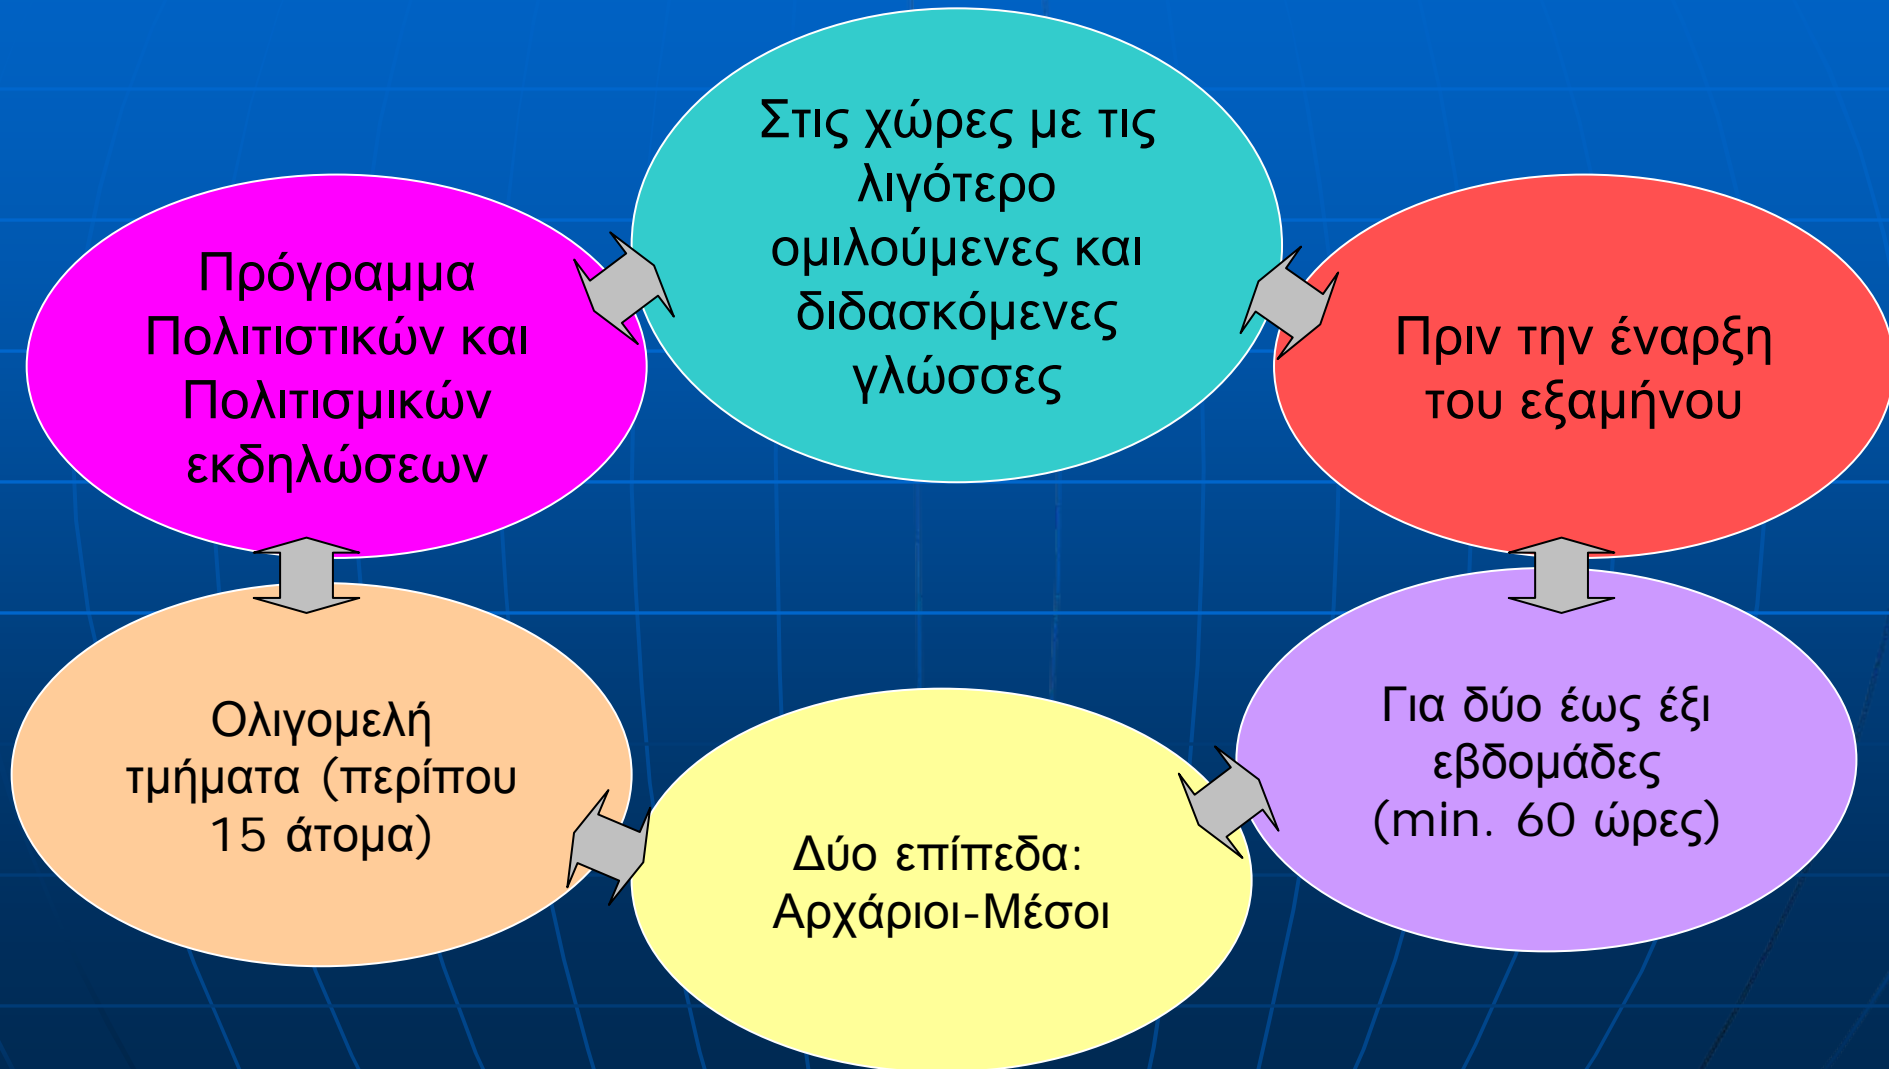 Στις χώρες με τις
λιγότερο
ομιλούμενες και
διδασκόμενες
γλώσσες
Πριν την έναρξη
του εξαμήνου
Για δύο έως έξι
εβδομάδες
(min. 60 ώρες)
Δύο επίπεδα:
Αρχάριοι-Μέσοι
Ολιγομελή
τμήματα (περίπου
15 άτομα)
Πρόγραμμα
Πολιτιστικών και
Πολιτισμικών
εκδηλώσεων